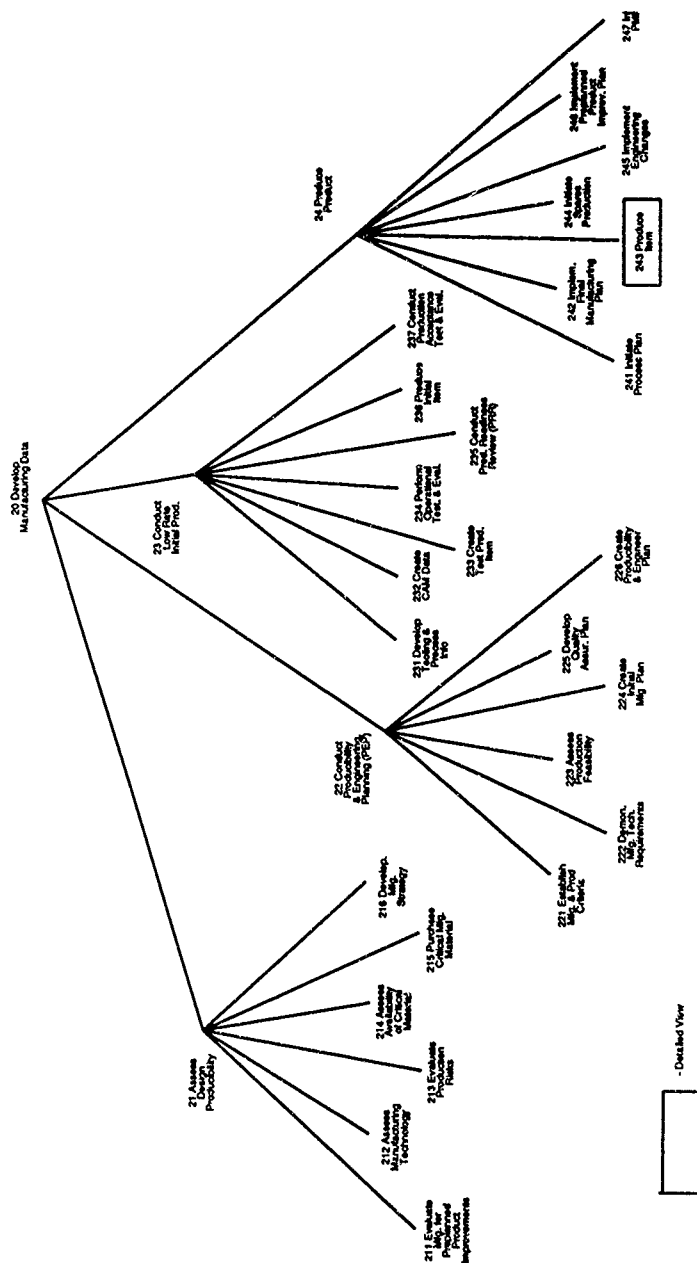 20 Develop
Manufacturing Data
21 Assess
Design
Producibility
211 Evaluate
Mfg. for
Preplanned
Product
Improvements
212 Assess
Manufacturing
Technology
213 Evaluate
Production
Risks
214 Assess
Availability
of Critical
Material
215 Purchase
Critical Mfg.
Material
216 Develop.
Mfg.
Strategy
22 Conduct
Producibility
& Engineering
Planning (PEP)
221 Establish
Mfg. & Prod
Criteria
222 Demon.
Mfg. Tech.
Requirements
223 Assess
Production
Feasibility
224 Create
Initial
Mfg Plan
225 Develop
Quality
Assur. Plan
226 Create
Producibility
& Engineer
Plan
23 Conduct
Low Rate
Initial Prod.
231 Develop
Tooling &
Process
Info
232 Create
CAM Data
233 Create
Test Prod.
Item
234 Perform
Operational
Test. & Eval.
235 Conduct
Prod. Readiness
Review (PRR)
236 Produce
Initial
Item
237 Conduct
Production
Acceptance
Test & Eval.
24 Produce
Product
241 Initiate
Process Plan
242 Implem.
Final
Manufacturing
Plan
243 Produce
Item
244 Initiate
Spares
Production
245 Implement
Engineering
Changes
246 Implement
Preplanned
Product
Improv. Plan
247
- Detailed View